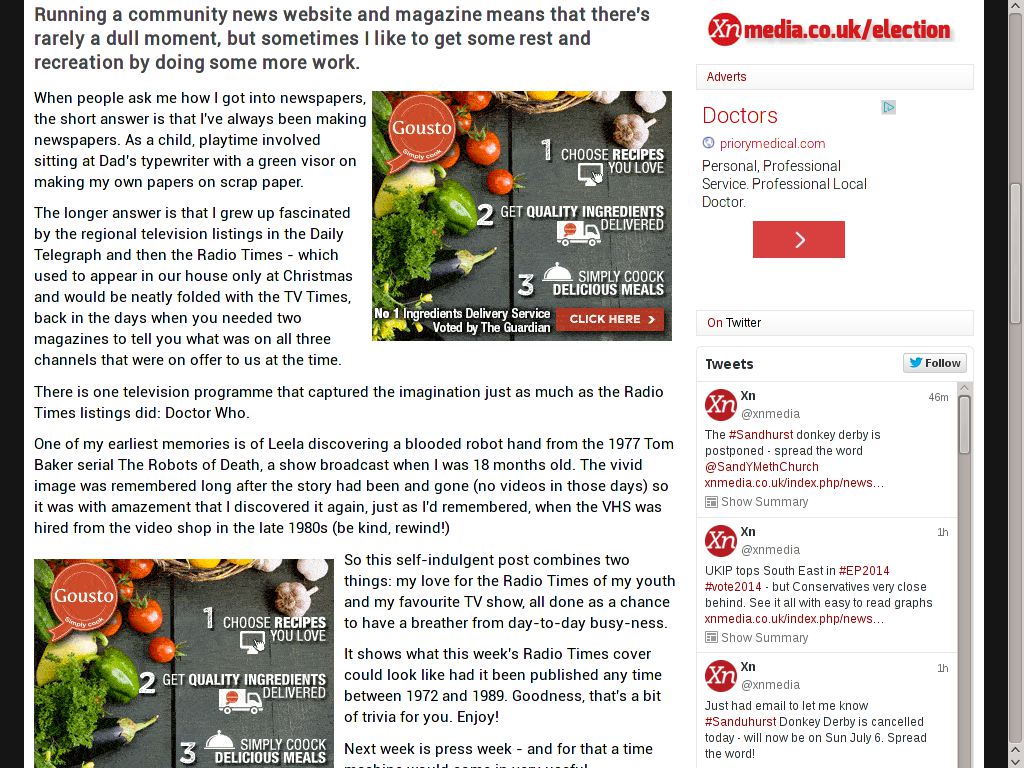 Running a community news website and magazine means that there's
rarely a dull moment, but sometimes I like to get some rest and
recreation by doing some more work.
When people ask me how I got into newspapers,
the short answer is that I've always been making
newspapers. As a child, playtime involved
sitting at Dad's typewriter with a green visor on
making my own papers on scrap paper.
The longer answer is that I grew up fascinated
by the regional television listings in the Daily
Telegraph and then the Radio Times - which
used to appear in our house only at Christmas
and would be neatly folded with the TV Times,
back in the days when you needed two
magazines to tell you what was on all three
channels that were on offer to us at the time.
Gousto
Simply cook
1 CHOOSE RECIPES
YOU LOVE
2 GET QUALITY INGREDIENTS
DELIVERED
3 SIMPLY COOCK
DELICIOUS MEALS
No 1 Ingredients Delivery Service
Voted by The Guardian
CLICK HERE >
There is one television programme that captured the imagination just as much as the Radio
Times listings did: Doctor Who.
One of my earliest memories is of Leela discovering a blooded robot hand from the 1977 Tom
Baker serial The Robots of Death, a show broadcast when I was 18 months old. The vivid
image was remembered long after the story had been and gone (no videos in those days) so
it was with amazement that I discovered it again, just as I'd remembered, when the VHS was
hired from the video shop in the late 1980s (be kind, rewind!)
Gousto
Simply cook
1 CHOOSE RECIPES
YOU LOVE
2 GET QUALITY INGREDIENTS
DELIVERED
3 SIMPLY COOCK
DELICIOUS MEALS
So this self-indulgent post combines two
things: my love for the Radio Times of my youth
and my favourite TV show, all done as a chance
to have a breather from day-to-day busy-ness.
It shows what this week's Radio Times cover
could look like had it been published any time
between 1972 and 1989. Goodness, that's a bit
of trivia for you. Enjoy!
Next week is press week - and for that a time
machine would come in very useful
Xn media.co.uk/election
Adverts
Doctors
priorymedical.com
Personal, Professional
Service. Professional Local
Doctor.
On Twitter
Tweets
Follow
Xn
Xn
46m
@xnmedia
The #Sandhurst donkey derby is
postponed - spread the word
@SandYMethChurch
xnmedia.co.uk/index.php/news…
Show Summary
Xn
Xn
1h
@xnmedia
UKIP tops South East in #EP2014
#vote2014 - but Conservatives very close
behind. See it all with easy to read graphs
xnmedia.co.uk/index.php/news…
Show Summary
Xn
Xn
1h
@xnmedia
Just had email to let me know
#Sanduhurst Donkey Derby is cancelled
today - will now be on Sun July 6. Spread
the word!